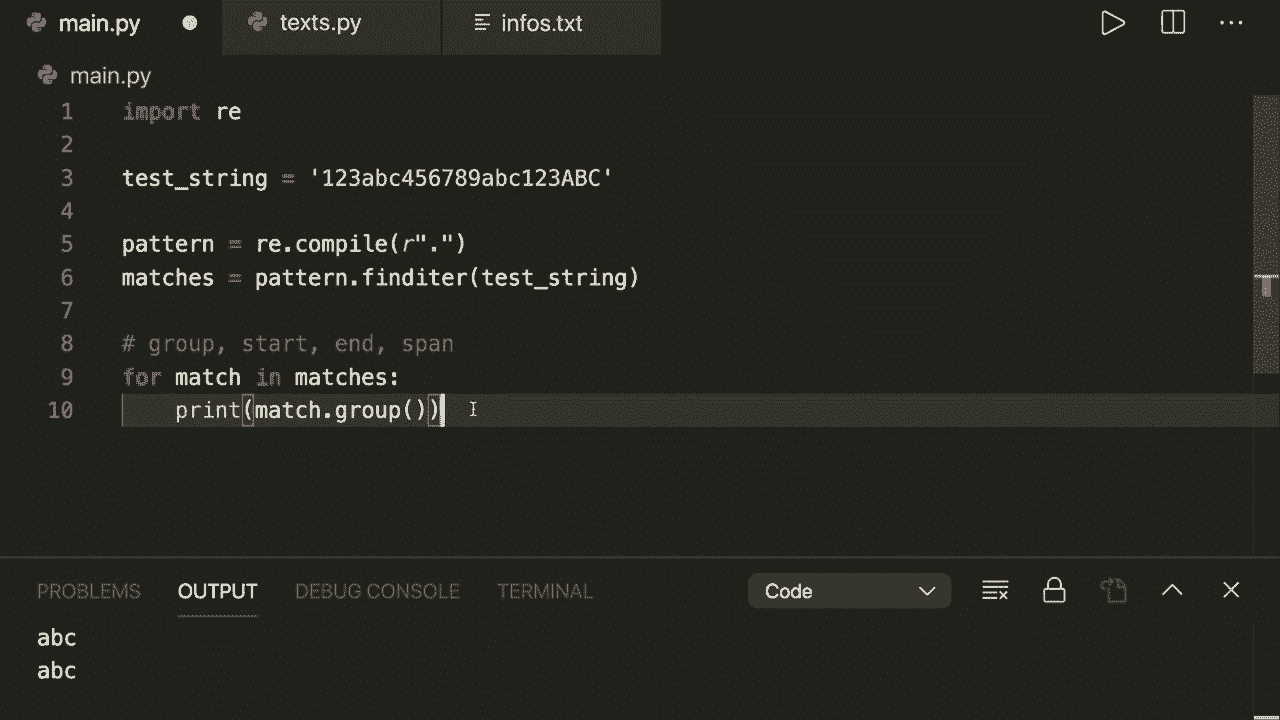 main.py texts.py infos.txt
main.py
1 import re
2
3 test_string = '123abc456789abc123ABC'
4
5 pattern = re.compile(r".")
6 matches = pattern.finditer(test_string)
7
8 # group, start, end, span
9 for match in matches:
10     print(match.group())
PROBLEMS OUTPUT DEBUG CONSOLE TERMINAL Code
abc
abc